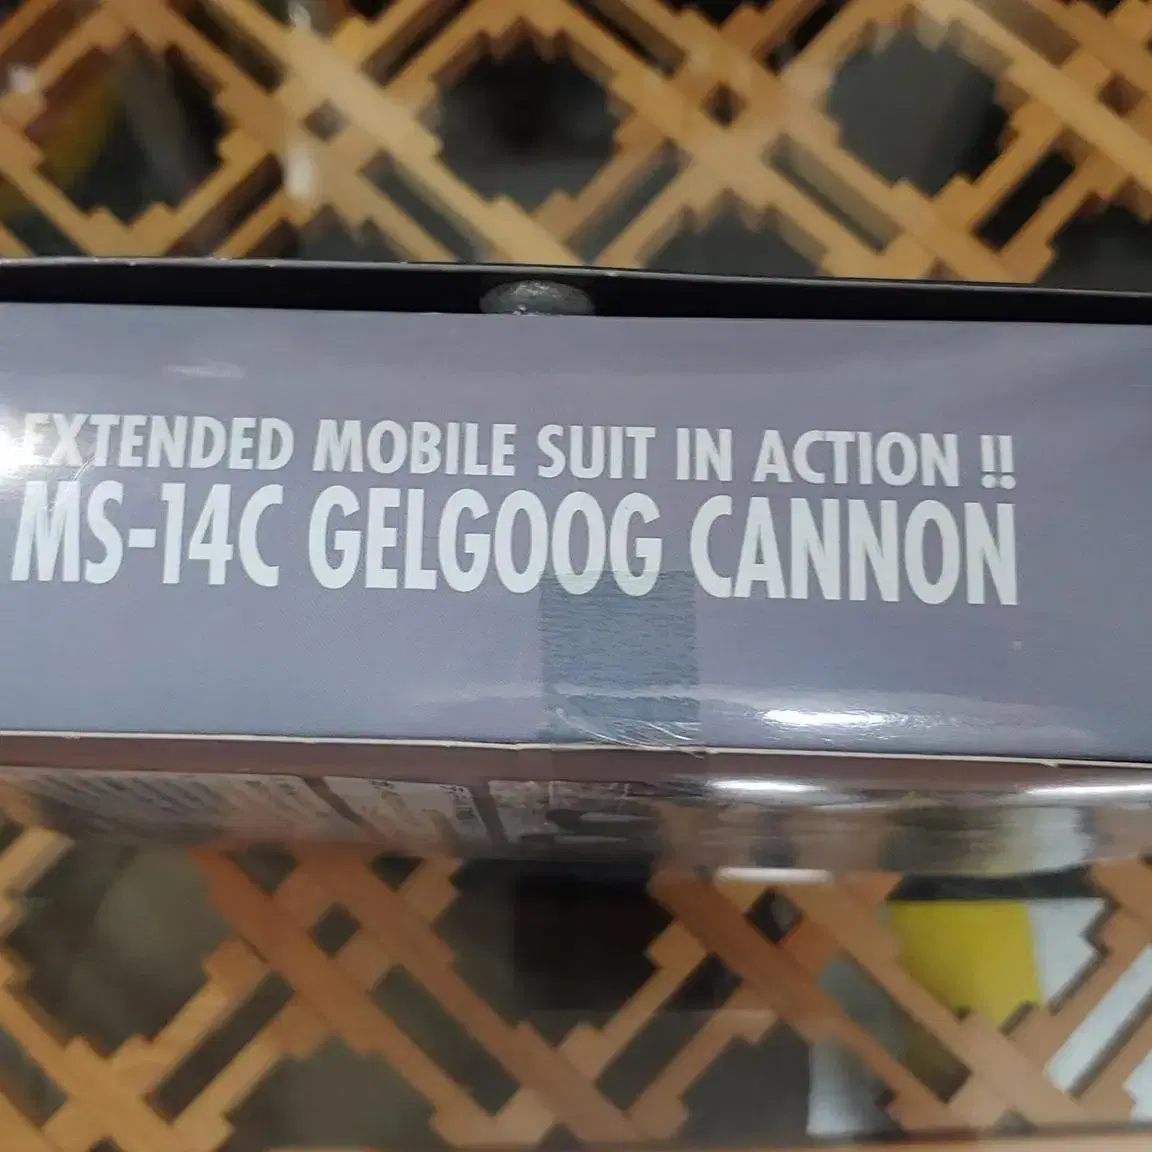 EXTENDED MOBILE SUIT IN ACTION !!
MS-14C GELGOOG CANNON